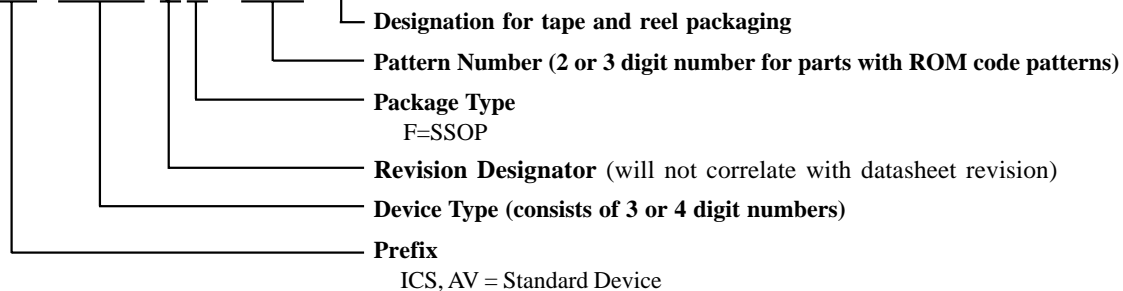 Designation for tape and reel packaging
Pattern Number (2 or 3 digit number for parts with ROM code patterns)
Package Type
F=SSOP
Revision Designator (will not correlate with datasheet revision)
Device Type (consists of 3 or 4 digit numbers)
Prefix
ICS, AV = Standard Device